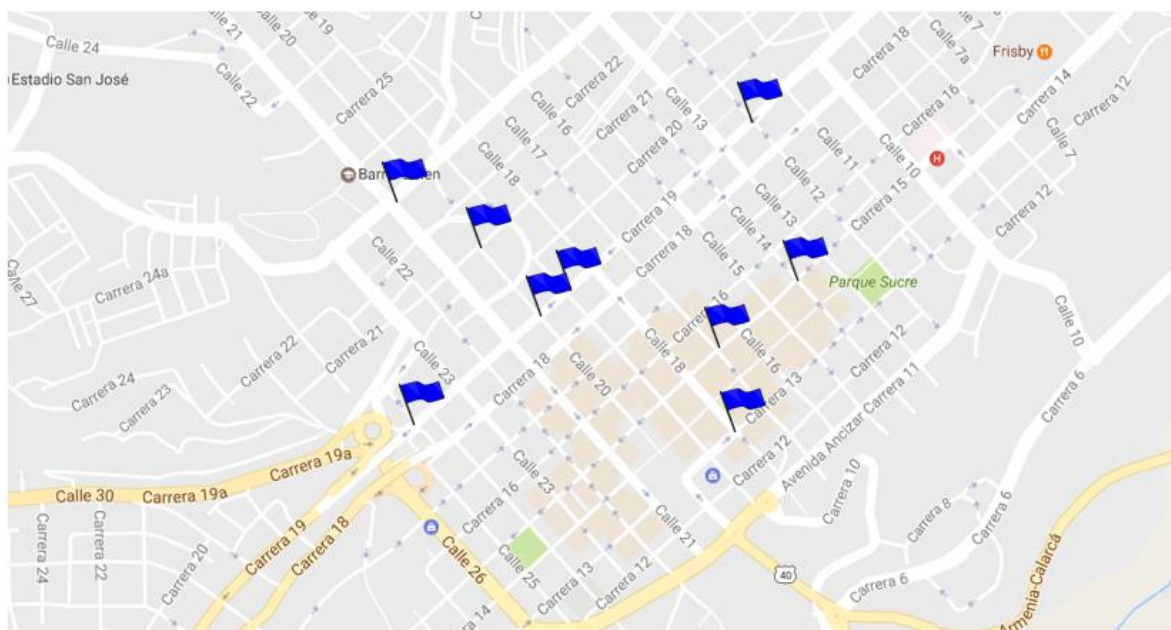 Calle 21
Calle 20
Calle 19
Calle 24
Calle 22
Estadio San José
Carrera 25
Carrera 22
Calle 16
Carrera 21
Calle 13
Carrera 20
Carrera 18
Calle 7
Calle 7a
Frisby
Carrera 14
Carrera 12
Carrera 16
Calle 17
Calle 18
Calle 11
Calle 10
H
Calle 7
Calle 12
Carrera 15
Carrera 12
Carrera 19
Calle 13
Calle 14
Carrera 18
Calle 15
Calle 22
Calle 27
Carrera 24a
Parque Sucre
Carrera 16
Calle 10
Carrera 22
Carrera 21
Calle 23
Carrera 18
Calle 20
Calle 18
Calle 16
Carrera 12
Carrera 13
Carrera 11
Avenida Ancizar
Carrera 6
Carrera 24
Carrera 23
Carrera 19a
Calle 30
Carrera 19a
Carrera 12
Carrera 10
Carrera 16
Calle 23
Calle 21
Carrera 8
Carrera 6
Carrera 24
Carrera 22
Carrera 20
Carrera 19
Carrera 18
Calle 26
Calle 25
Carrera 13
Carrera 12
Carrera 14
40
Carrera 6
Armenia-Calarcá